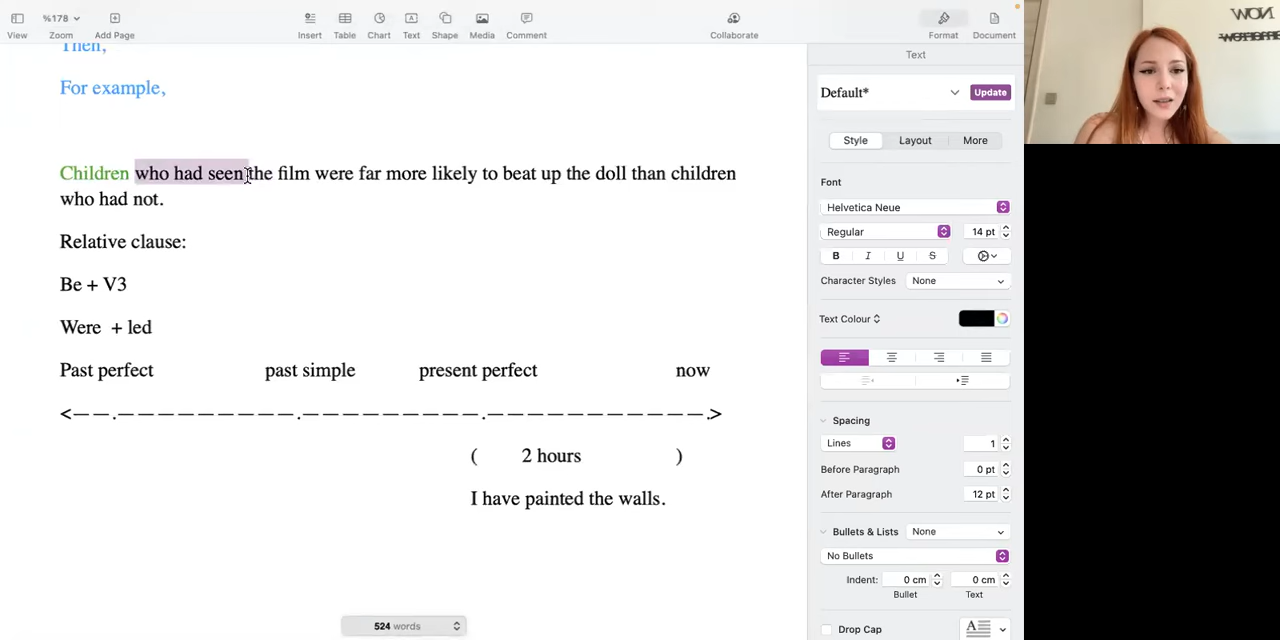 %178
View
Zoom
Add Page
Insert
Table
Chart
Text
Shape
Media
Comment
Collaborate
Format
Document
Then,
For example,
Children who had seen the film were far more likely to beat up the doll than children
who had not.
Relative clause:
Be + V3
Were + led
Past perfect past simple present perfect now
<——.—————————.—————————.———————————.>
( 2 hours )
I have painted the walls.
524 words
Text
Default*
Update
Style Layout More
Font
Helvetica Neue
Regular 14 pt
B I U S
Character Styles None
Text Colour
Spacing
Lines 1
Before Paragraph 0 pt
After Paragraph 12 pt
Bullets & Lists None
No Bullets
Indent: 0 cm 0 cm
Bullet Text
Drop Cap
A